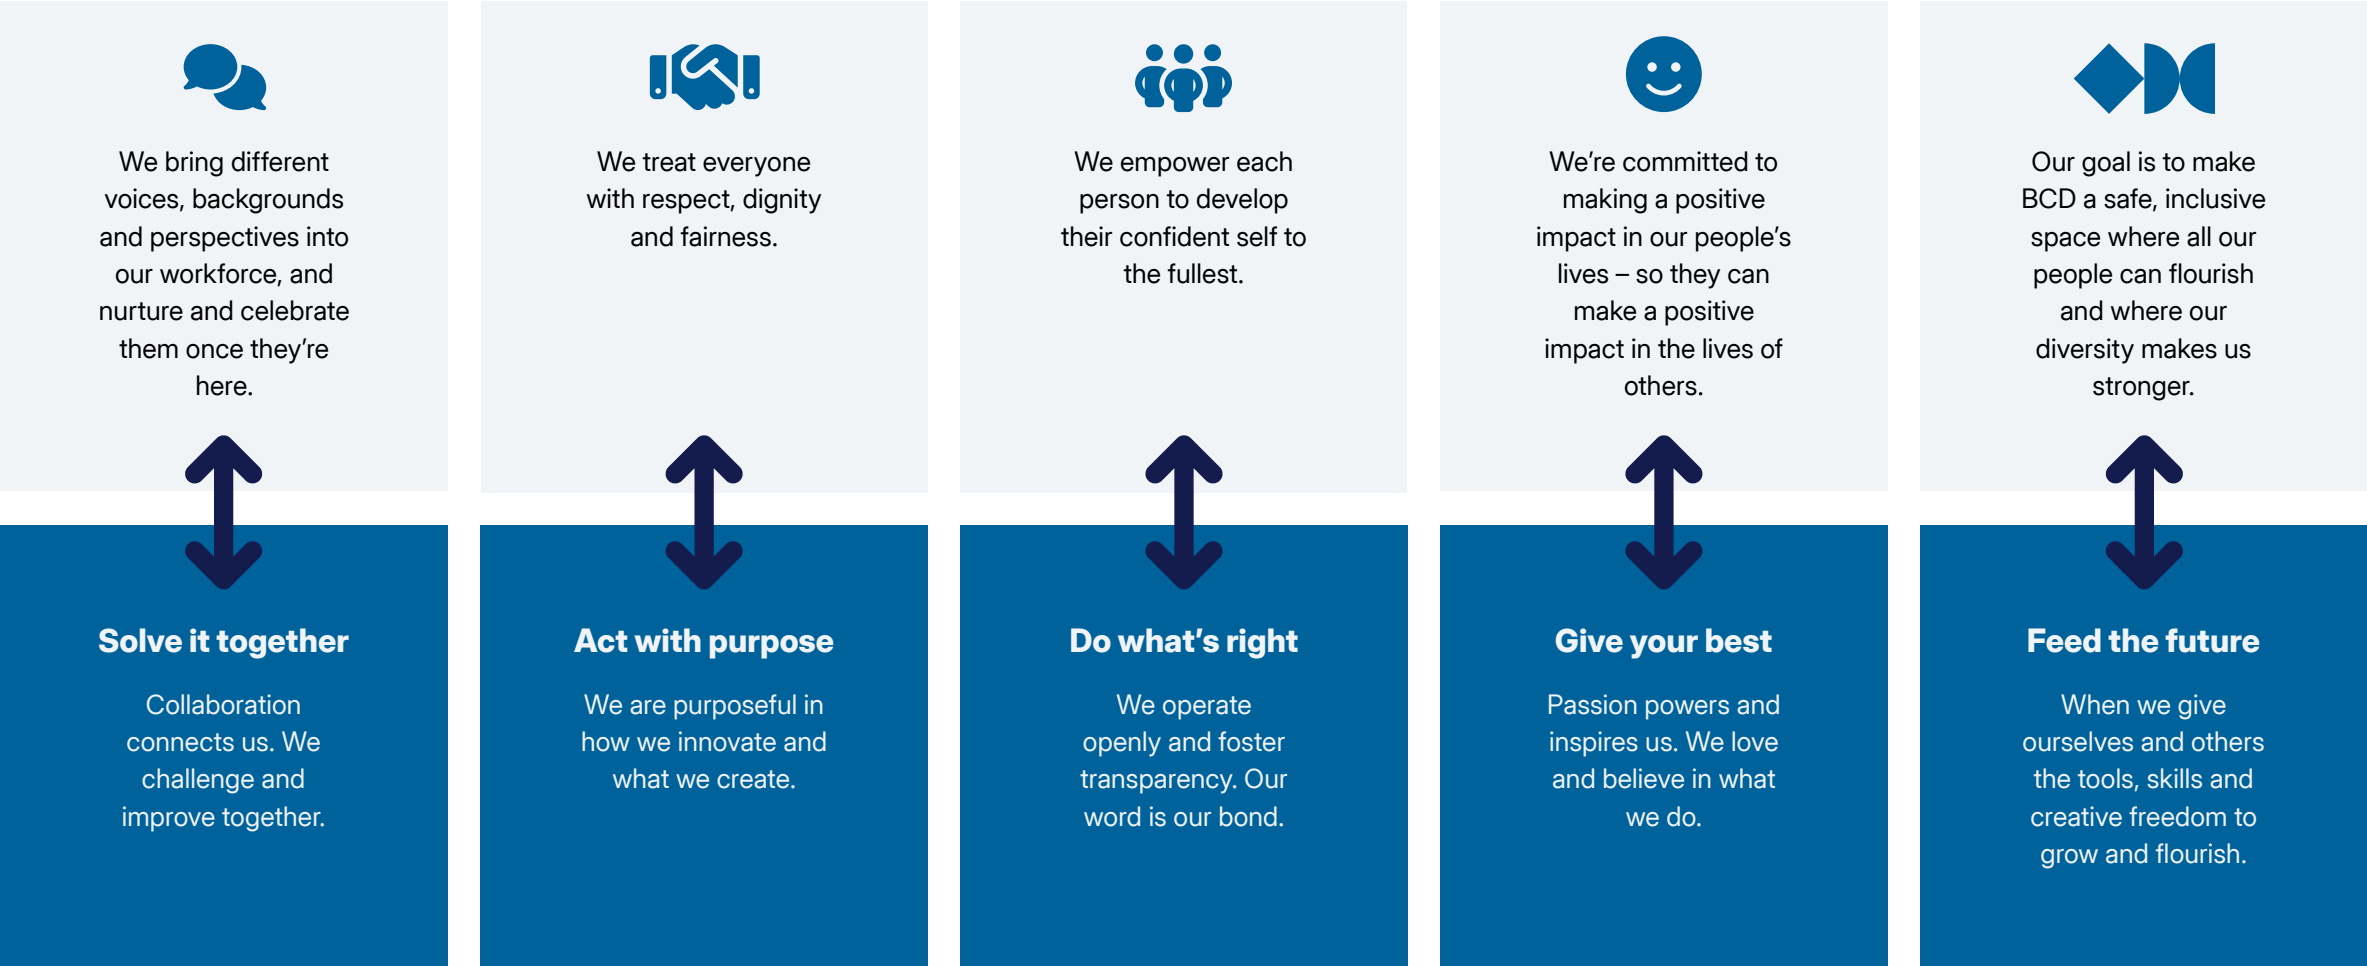 We bring different
voices, backgrounds
and perspectives into
our workforce, and
nurture and celebrate
them once they’re
here.
We treat everyone
with respect, dignity
and fairness.
We empower each
person to develop
their confident self to
the fullest.
We’re committed to
making a positive
impact in our people’s
lives – so they can
make a positive
impact in the lives of
others.
Our goal is to make
BCD a safe, inclusive
space where all our
people can flourish
and where our
diversity makes us
stronger.
Solve it together
Collaboration
connects us. We
challenge and
improve together.
Act with purpose
We are purposeful in
how we innovate and
what we create.
Do what’s right
We operate
openly and foster
transparency. Our
word is our bond.
Give your best
Passion powers and
inspires us. We love
and believe in what
we do.
Feed the future
When we give
ourselves and others
the tools, skills and
creative freedom to
grow and flourish.